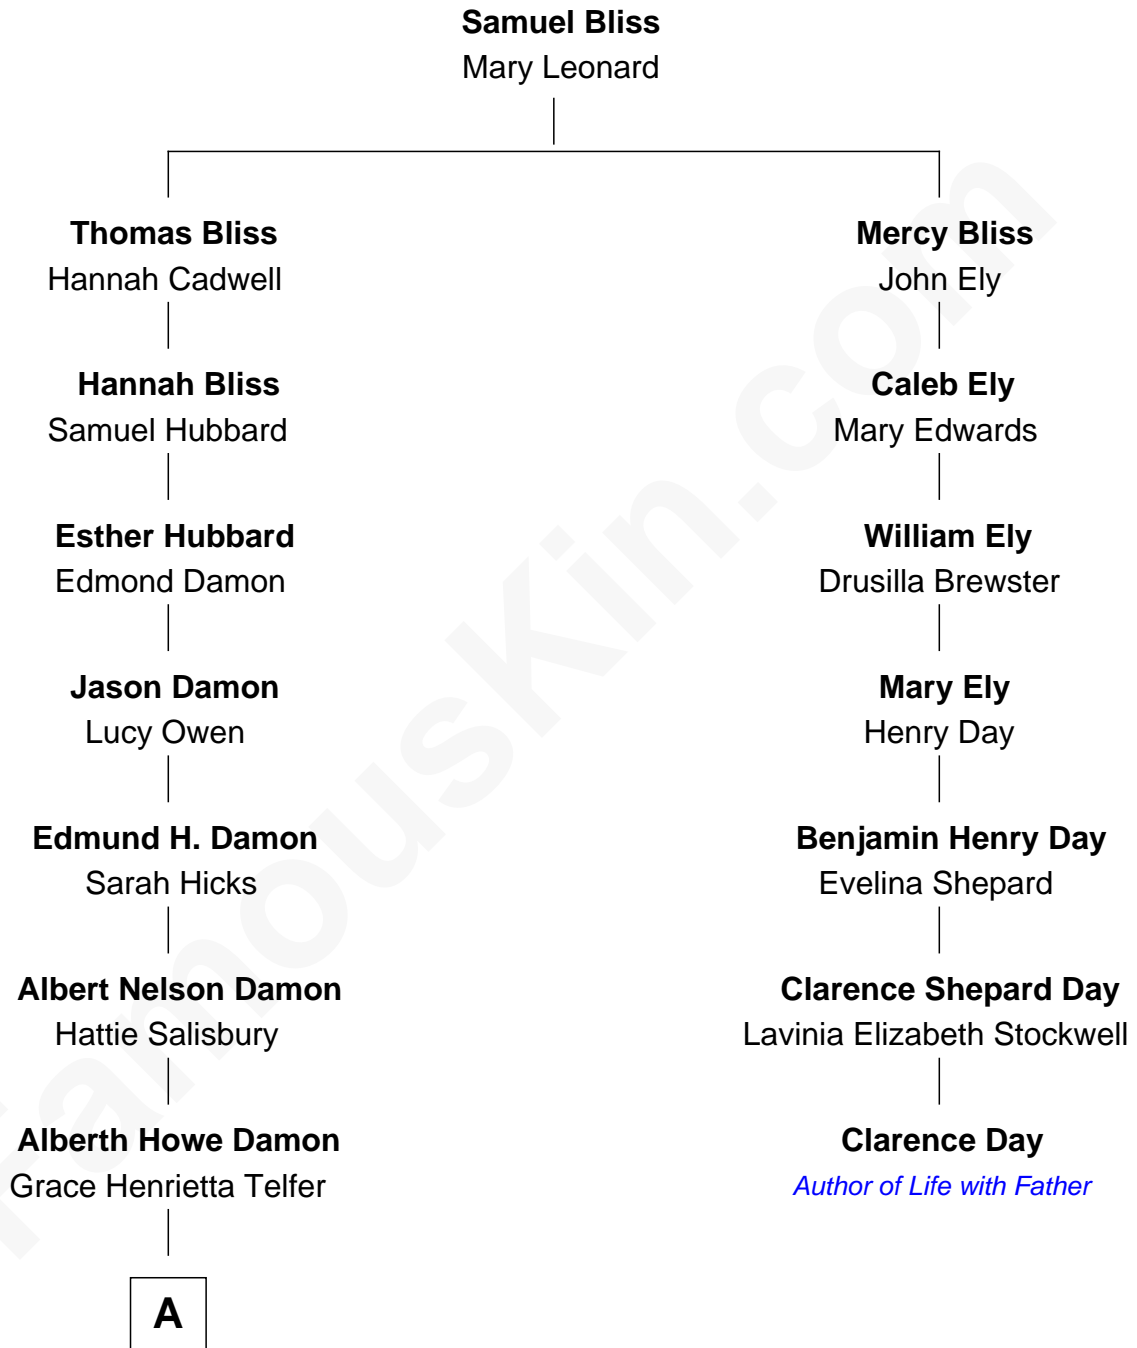 Samuel Bliss
Mary Leonard
Thomas Bliss
Hannah Cadwell
Mercy Bliss
John Ely
Hannah Bliss
Samuel Hubbard
Caleb Ely
Mary Edwards
Esther Hubbard
Edmond Damon
William Ely
Drusilla Brewster
Jason Damon
Lucy Owen
Mary Ely
Henry Day
Edmund H. Damon
Sarah Hicks
Benjamin Henry Day
Evelina Shepard
Albert Nelson Damon
Hattie Salisbury
Clarence Shepard Day
Lavinia Elizabeth Stockwell
Alberth Howe Damon
Grace Henrietta Telfer
Clarence Day
Author of Life with Father
A
FamousKin.com